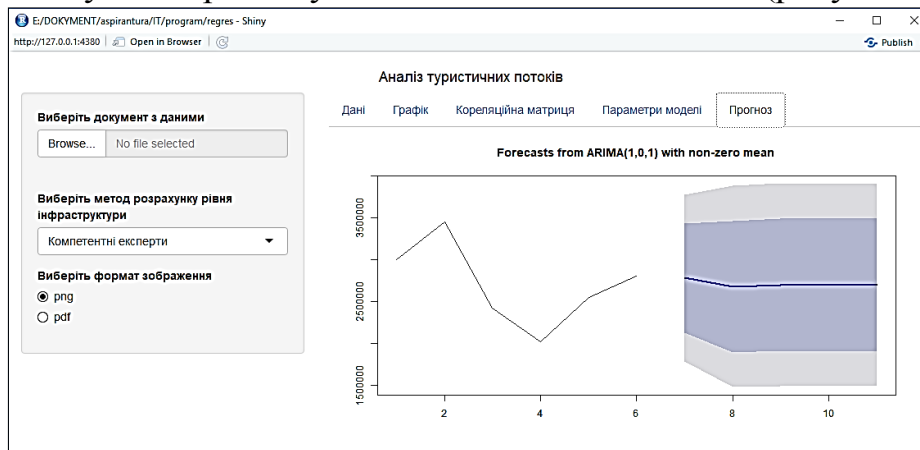 E:/DOKYMENT/aspirantura/IT/program/regres - Shiny
http://127.0.0.1:4380 Open in Browser Publish
Аналіз туристичних потоків
Дані Графік Кореляційна матриця Параметри моделі Прогноз
Виберіть документ з даними
Browse... No file selected
Виберіть метод розрахунку рівня
інфраструктури
Компетентні експерти
Виберіть формат зображення
png
pdf
Forecasts from ARIMA(1,0,1) with non-zero mean
3500000
2500000
1500000
2 4 6 8 10